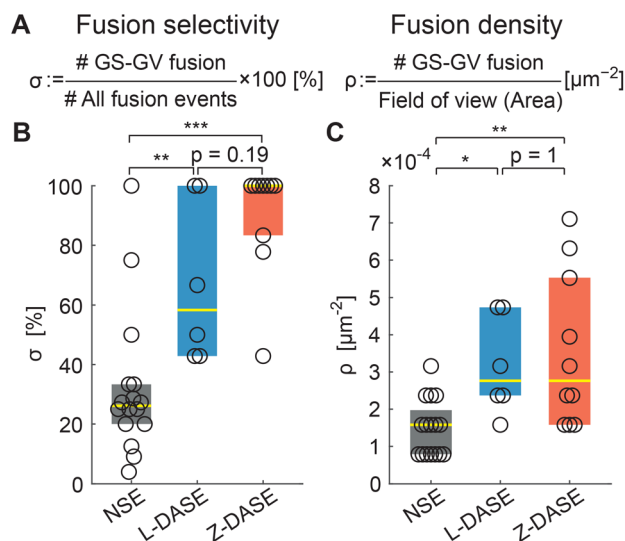 A
Fusion selectivity
Fusion density
σ := # GS-GV fusion / # All fusion events ×100 [%]
ρ := # GS-GV fusion / Field of view (Area) [μm⁻²]
B
***
**
p = 0.19
100
80
60
40
20
0
σ [%]
NSE
L-DASE
Z-DASE
C
**
*
p = 1
×10⁻⁴
8
7
6
5
4
3
2
1
0
ρ [μm⁻²]
NSE
L-DASE
Z-DASE